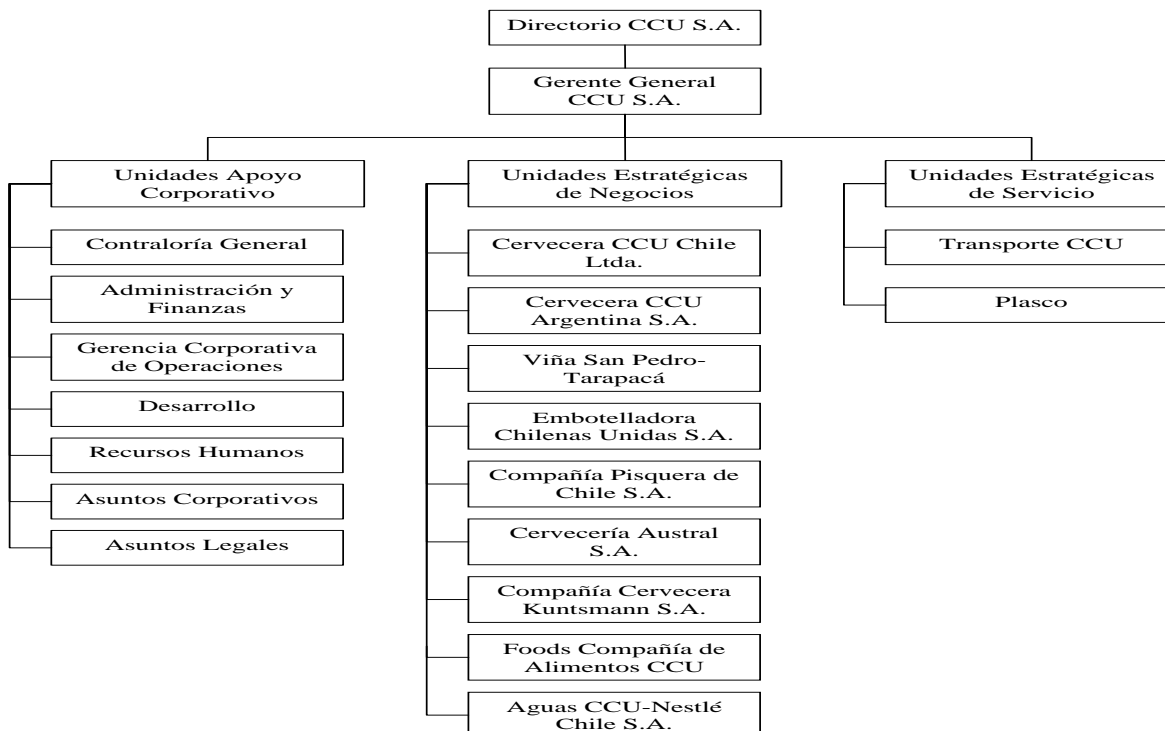 Directorio CCU S.A.
Gerente General
CCU S.A.
Unidades Apoyo
Corporativo
Contraloría General
Administración y
Finanzas
Gerencia Corporativa
de Operaciones
Desarrollo
Recursos Humanos
Asuntos Corporativos
Asuntos Legales
Unidades Estratégicas
de Negocios
Cervecera CCU Chile
Ltda.
Cervecera CCU
Argentina S.A.
Viña San Pedro-
Tarapacá
Embotelladora
Chilenas Unidas S.A.
Compañía Pisquera de
Chile S.A.
Cervecería Austral
S.A.
Compañía Cervecera
Kuntsmann S.A.
Foods Compañía de
Alimentos CCU
Aguas CCU-Nestlé
Chile S.A.
Unidades Estratégicas
de Servicio
Transporte CCU
Plasco